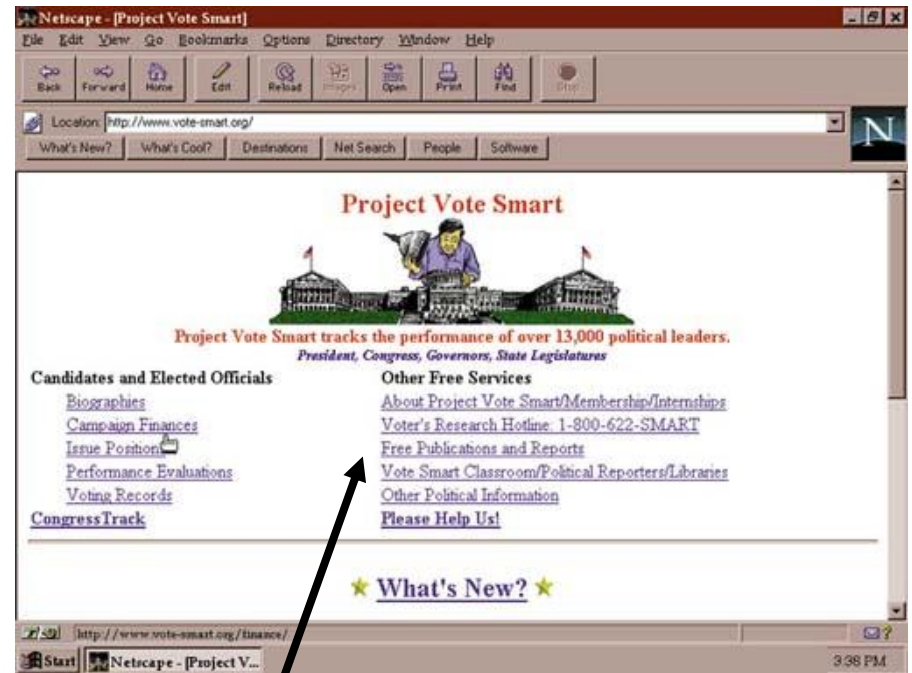 Netscape - [Project Vote Smart]
File Edit View Go Bookmarks Options Directory Window Help
Back Forward Home Edit Reload Images Open Print Find Stop
Location: http://www.vote-smart.org/
N
What's New? What's Cool? Destinations Net Search People Software
Project Vote Smart
Project Vote Smart tracks the performance of over 13,000 political leaders.
President, Congress, Governors, State Legislatures
Candidates and Elected Officials
Biographies
Campaign Finances
Issue Positions
Performance Evaluations
Voting Records
CongressTrack
Other Free Services
About Project Vote Smart/Membership/Internships
Voter's Research Hotline: 1-800-622-SMART
Free Publications and Reports
Vote Smart Classroom/Political Reporters/Libraries
Other Political Information
Please Help Us!
What's New?
http://www.vote-smart.org/finance/
?
Start Netscape - [Project V... 3:38 PM